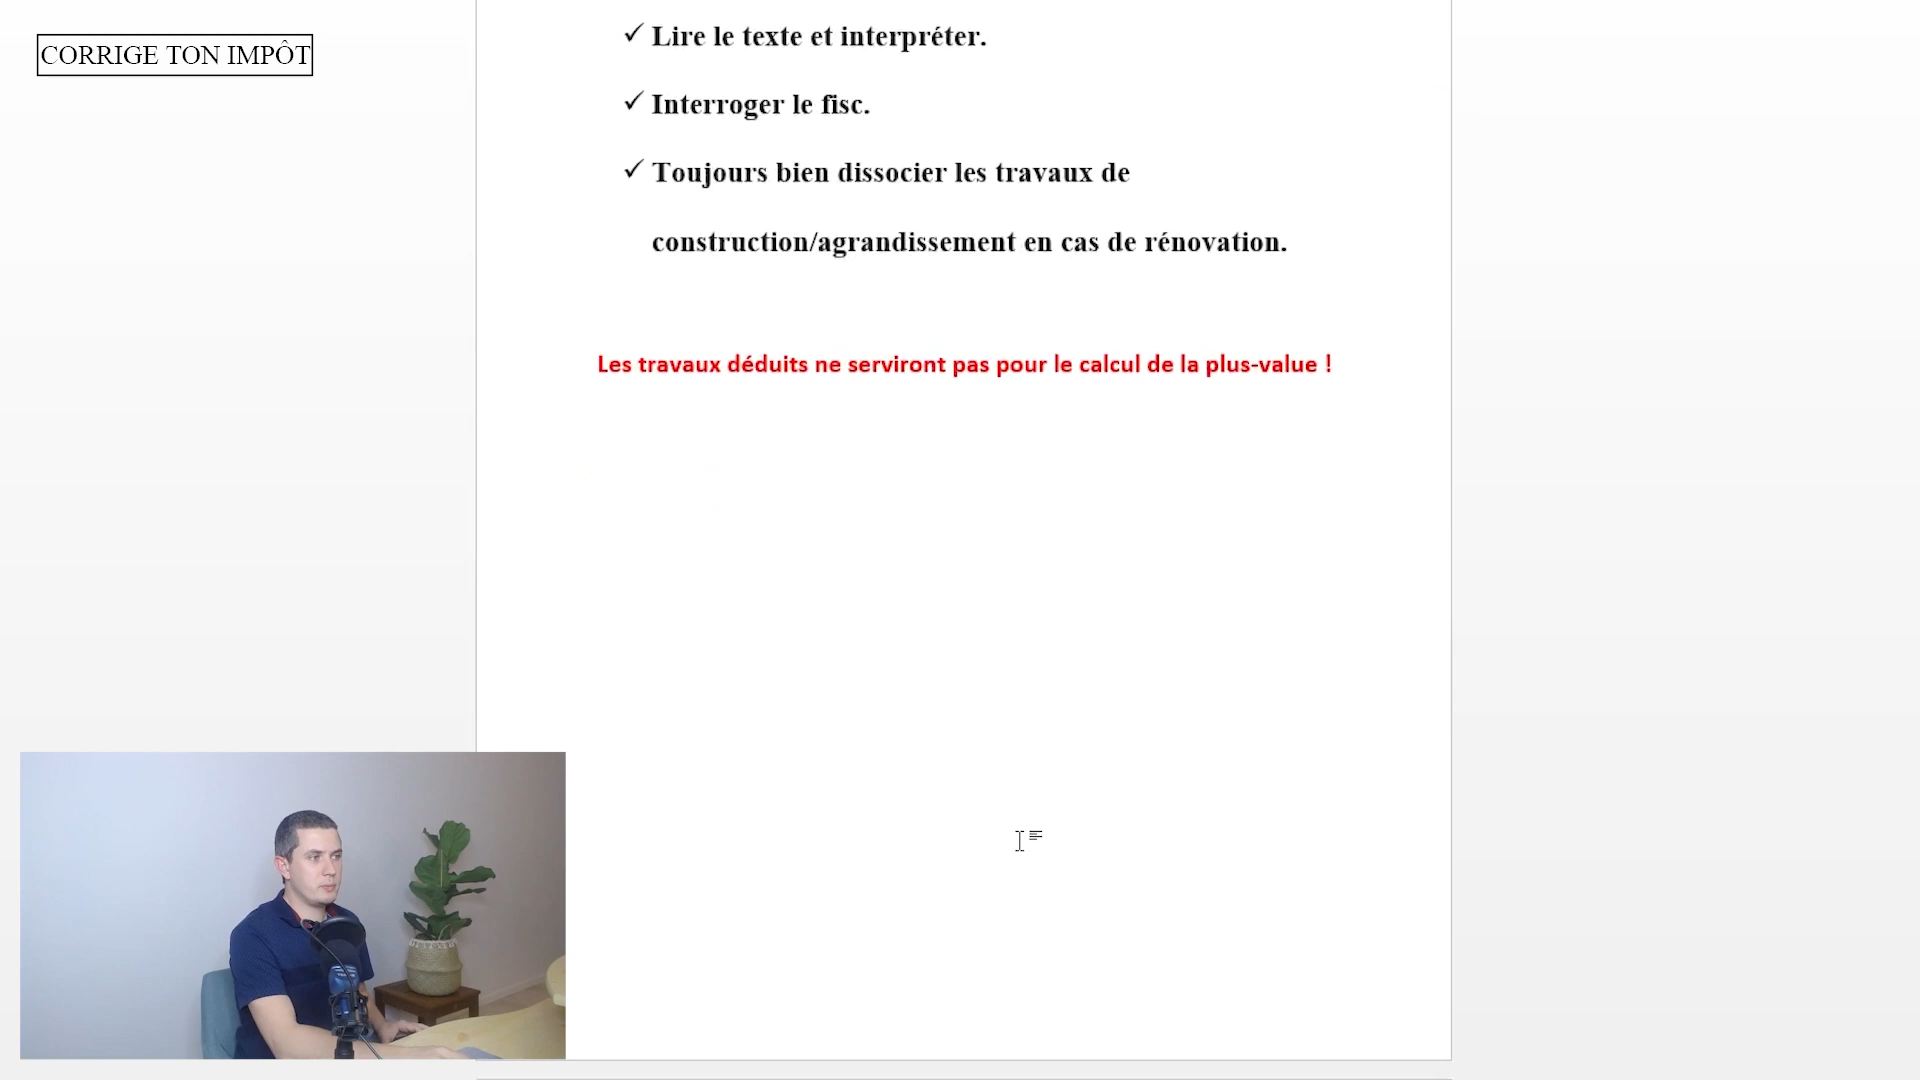 CORRIGE TON IMPÔT
✓ Lire le texte et interpréter.
✓ Interroger le fisc.
✓ Toujours bien dissocier les travaux de
construction/agrandissement en cas de rénovation.
Les travaux déduits ne serviront pas pour le calcul de la plus-value !